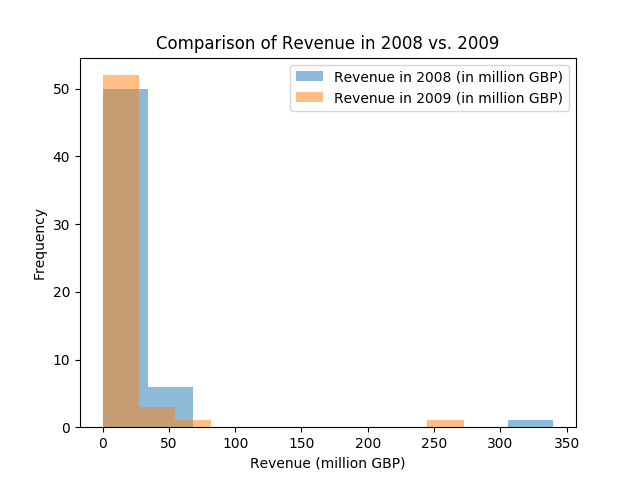 Comparison of Revenue in 2008 vs. 2009
Revenue in 2008 (in million GBP)
Revenue in 2009 (in million GBP)
Frequency
50
40
30
20
10
0
0 50 100 150 200 250 300 350
Revenue (million GBP)